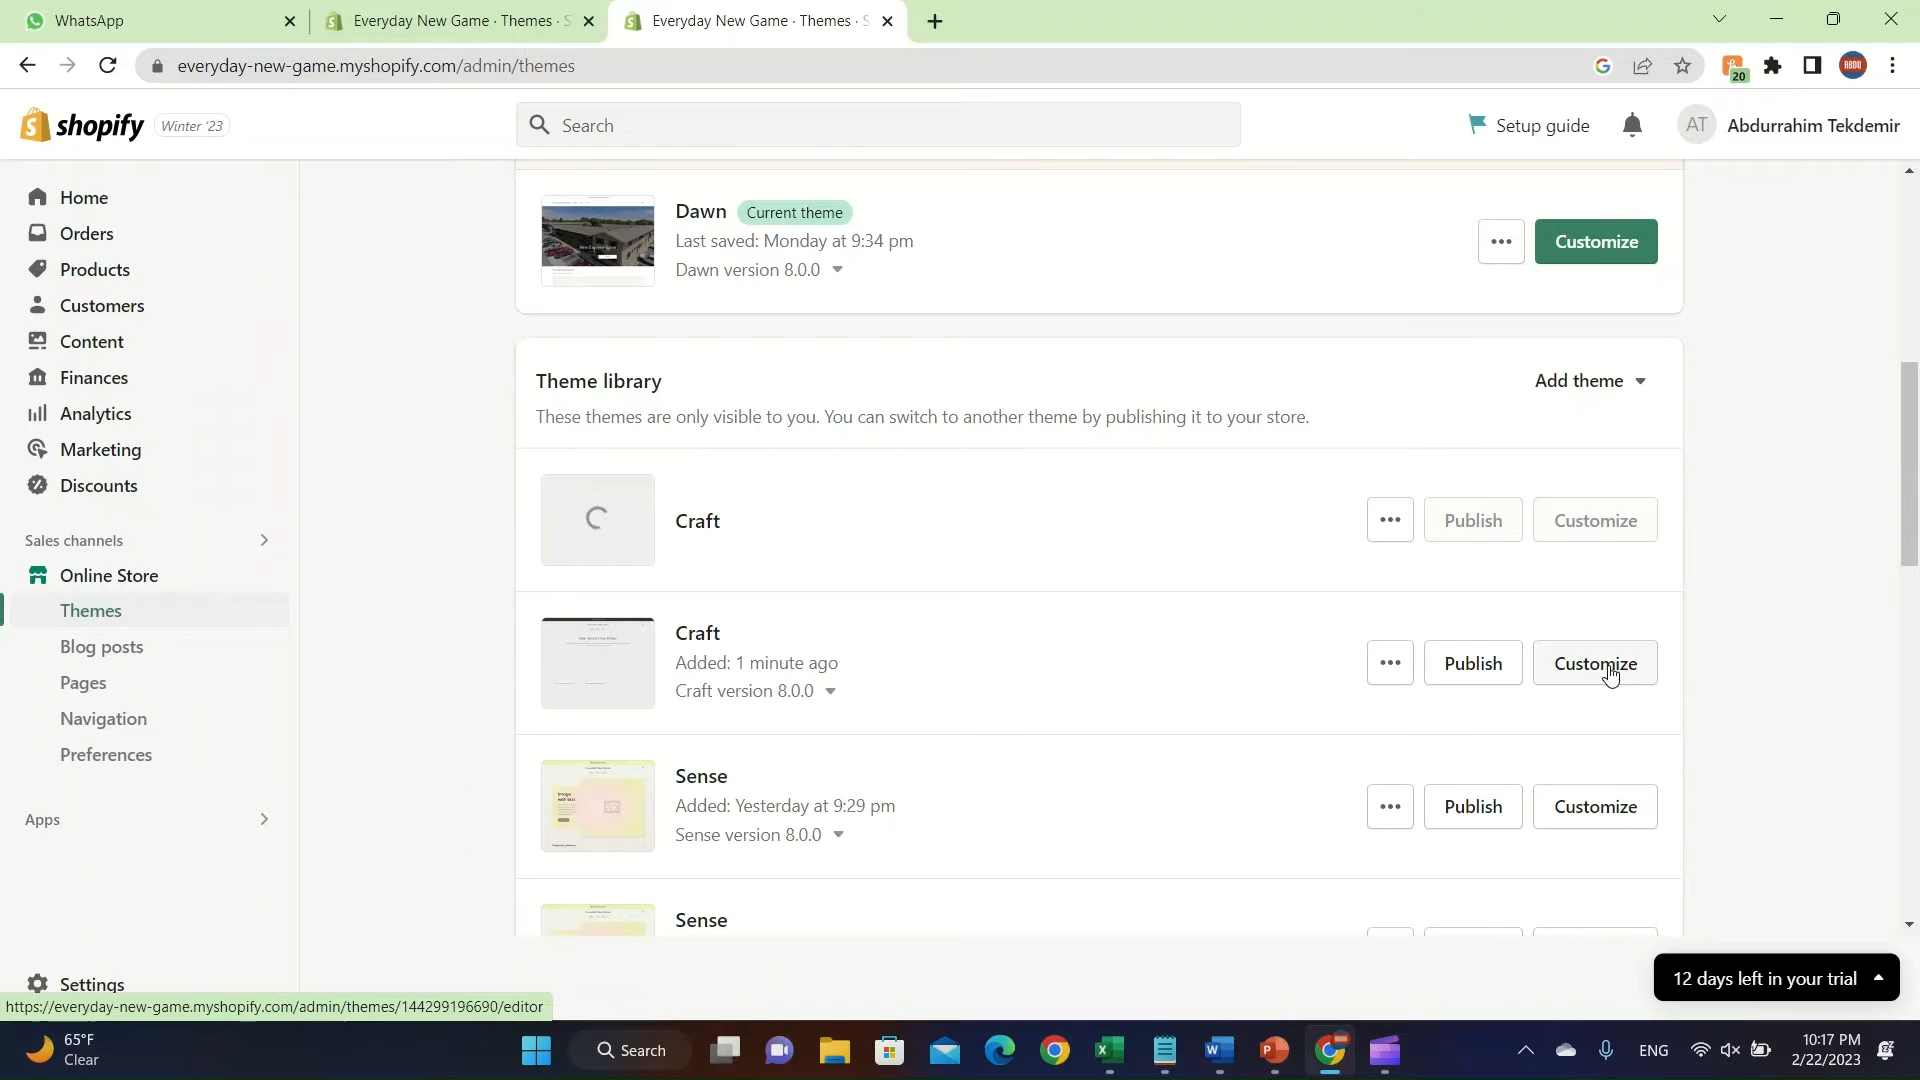 WhatsApp
Everyday New Game · Themes ·
Everyday New Game · Themes ·
everyday-new-game.myshopify.com/admin/themes
20
ABDU
shopify
Winter '23
Search
Setup guide
AT
Abdurrahim Tekdemir
Home
Orders
Products
Customers
Content
Finances
Analytics
Marketing
Discounts
Sales channels
Online Store
Themes
Blog posts
Pages
Navigation
Preferences
Apps
Settings
Dawn
Current theme
Last saved: Monday at 9:34 pm
Dawn version 8.0.0
•••
Customize
Theme library
Add theme
These themes are only visible to you. You can switch to another theme by publishing it to your store.
Craft
•••
Publish
Customize
Craft
Added: 1 minute ago
Craft version 8.0.0
•••
Publish
Customize
Image with text
Sense
Added: Yesterday at 9:29 pm
Sense version 8.0.0
•••
Publish
Customize
Sense
12 days left in your trial
https://everyday-new-game.myshopify.com/admin/themes/144299196690/editor
65°F
Clear
Search
ENG
10:17 PM
2/22/2023